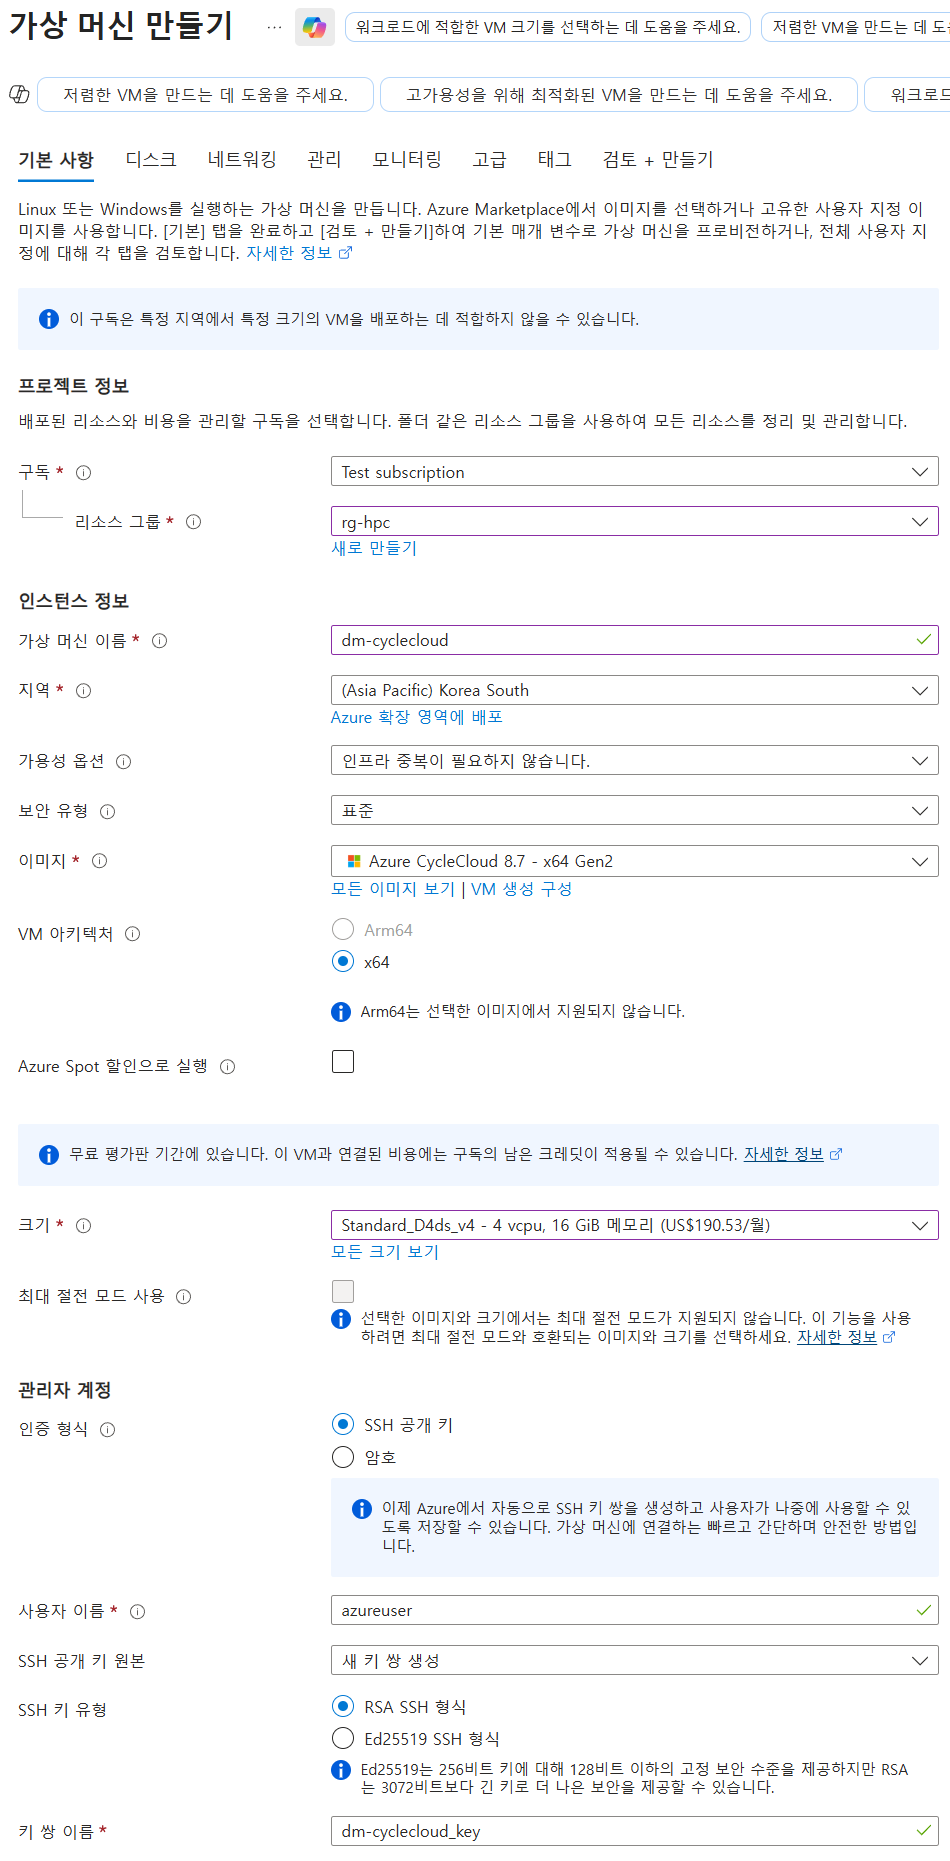 가상 머신 만들기 ... 워크로드에 적합한 VM 크기를 선택하는 데 도움을 주세요. 저렴한 VM을 만드는 데 도
저렴한 VM을 만드는 데 도움을 주세요. 고가용성을 위해 최적화된 VM을 만드는 데 도움을 주세요. 워크로드
기본 사항 디스크 네트워킹 관리 모니터링 고급 태그 검토 + 만들기
Linux 또는 Windows를 실행하는 가상 머신을 만듭니다. Azure Marketplace에서 이미지를 선택하거나 고유한 사용자 지정 이
미지를 사용합니다. [기본] 탭을 완료하고 [검토 + 만들기]하여 기본 매개 변수로 가상 머신을 프로비전하거나, 전체 사용자 지
정에 대해 각 탭을 검토합니다. 자세한 정보
이 구독은 특정 지역에서 특정 크기의 VM을 배포하는 데 적합하지 않을 수 있습니다.
프로젝트 정보
배포된 리소스와 비용을 관리할 구독을 선택합니다. 폴더 같은 리소스 그룹을 사용하여 모든 리소스를 정리 및 관리합니다.
구독 * Test subscription
리소스 그룹 * rg-hpc
새로 만들기
인스턴스 정보
가상 머신 이름 * dm-cyclecloud
지역 * (Asia Pacific) Korea South
Azure 확장 영역에 배포
가용성 옵션 인프라 중복이 필요하지 않습니다.
보안 유형 표준
이미지 * Azure CycleCloud 8.7 - x64 Gen2
모든 이미지 보기 | VM 생성 구성
VM 아키텍처 Arm64
x64
Arm64는 선택한 이미지에서 지원되지 않습니다.
Azure Spot 할인으로 실행
무료 평가판 기간에 있습니다. 이 VM과 연결된 비용에는 구독의 남은 크레딧이 적용될 수 있습니다. 자세한 정보
크기 * Standard_D4ds_v4 - 4 vcpu, 16 GiB 메모리 (US$190.53/월)
모든 크기 보기
최대 절전 모드 사용
선택한 이미지와 크기에서는 최대 절전 모드가 지원되지 않습니다. 이 기능을 사용
하려면 최대 절전 모드와 호환되는 이미지와 크기를 선택하세요. 자세한 정보
관리자 계정
인증 형식 SSH 공개 키
암호
이제 Azure에서 자동으로 SSH 키 쌍을 생성하고 사용자가 나중에 사용할 수 있
도록 저장할 수 있습니다. 가상 머신에 연결하는 빠르고 간단하며 안전한 방법입
니다.
사용자 이름 * azureuser
SSH 공개 키 원본 새 키 쌍 생성
SSH 키 유형 RSA SSH 형식
Ed25519 SSH 형식
Ed25519는 256비트 키에 대해 128비트 이하의 고정 보안 수준을 제공하지만 RSA
는 3072비트보다 긴 키로 더 나은 보안을 제공할 수 있습니다.
키 쌍 이름 * dm-cyclecloud_key